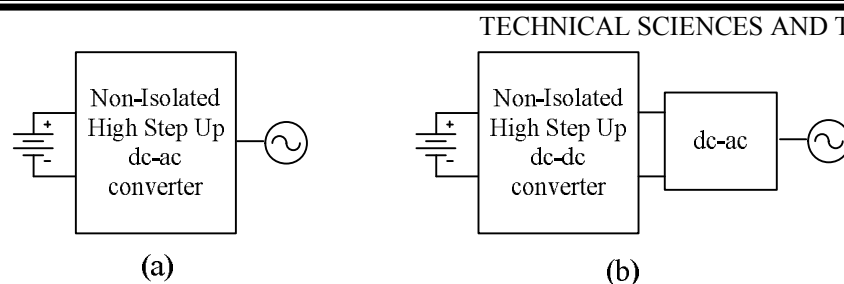 TECHNICAL SCIENCES AND T
Non-Isolated
High Step Up
dc-ac
converter
(a)
Non-Isolated
High Step Up
dc-dc
converter
dc-ac
(b)